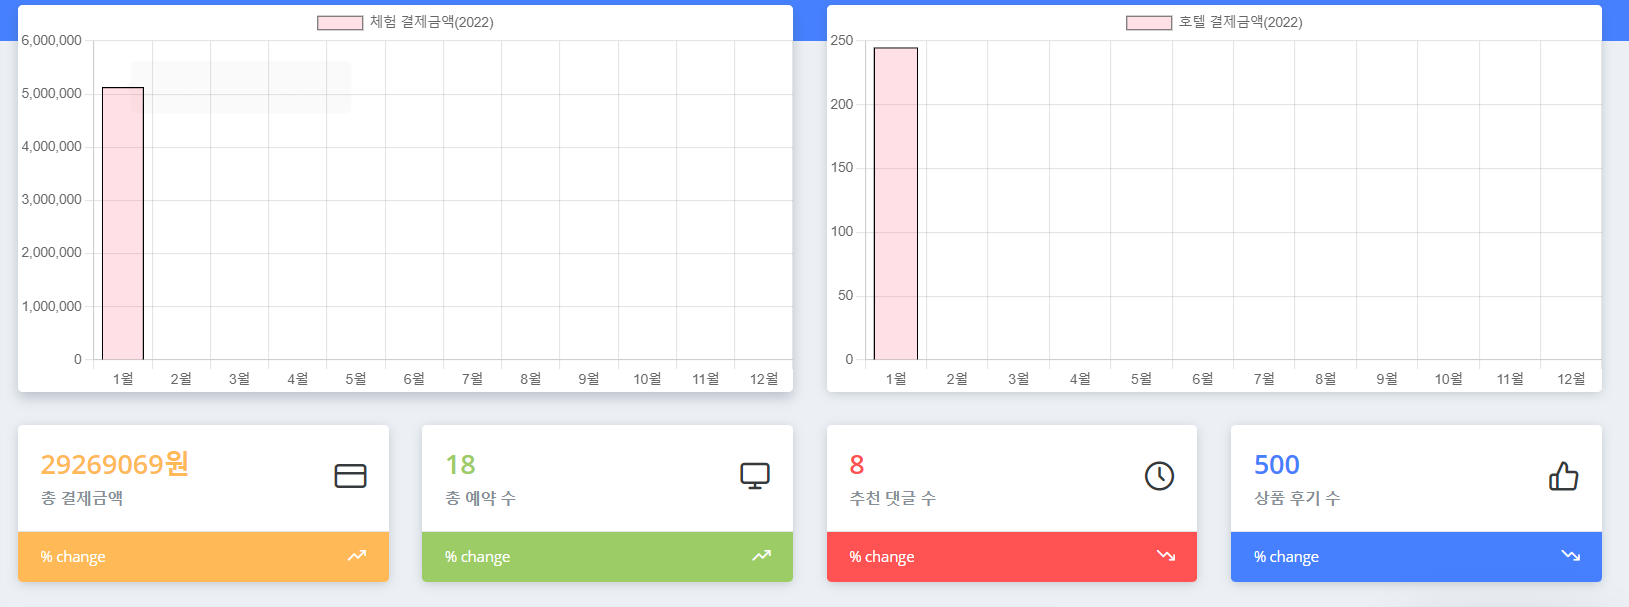 체험 결제금액(2022)
6,000,000
5,000,000
4,000,000
3,000,000
2,000,000
1,000,000
0
1월 2월 3월 4월 5월 6월 7월 8월 9월 10월 11월 12월
호텔 결제금액(2022)
250
200
150
100
50
0
1월 2월 3월 4월 5월 6월 7월 8월 9월 10월 11월 12월
29269069원
총 결제금액
% change
18
총 예약 수
% change
8
추천 댓글 수
% change
500
상품 후기 수
% change